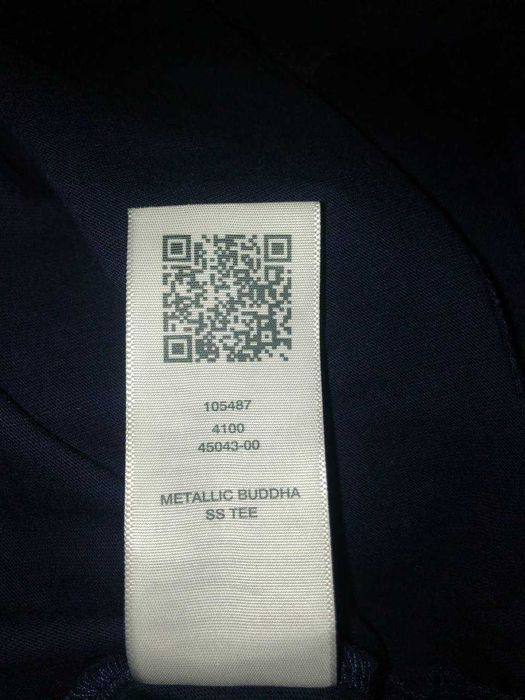 105487
4100
45043-00
METALLIC BUDDHA
SS TEE